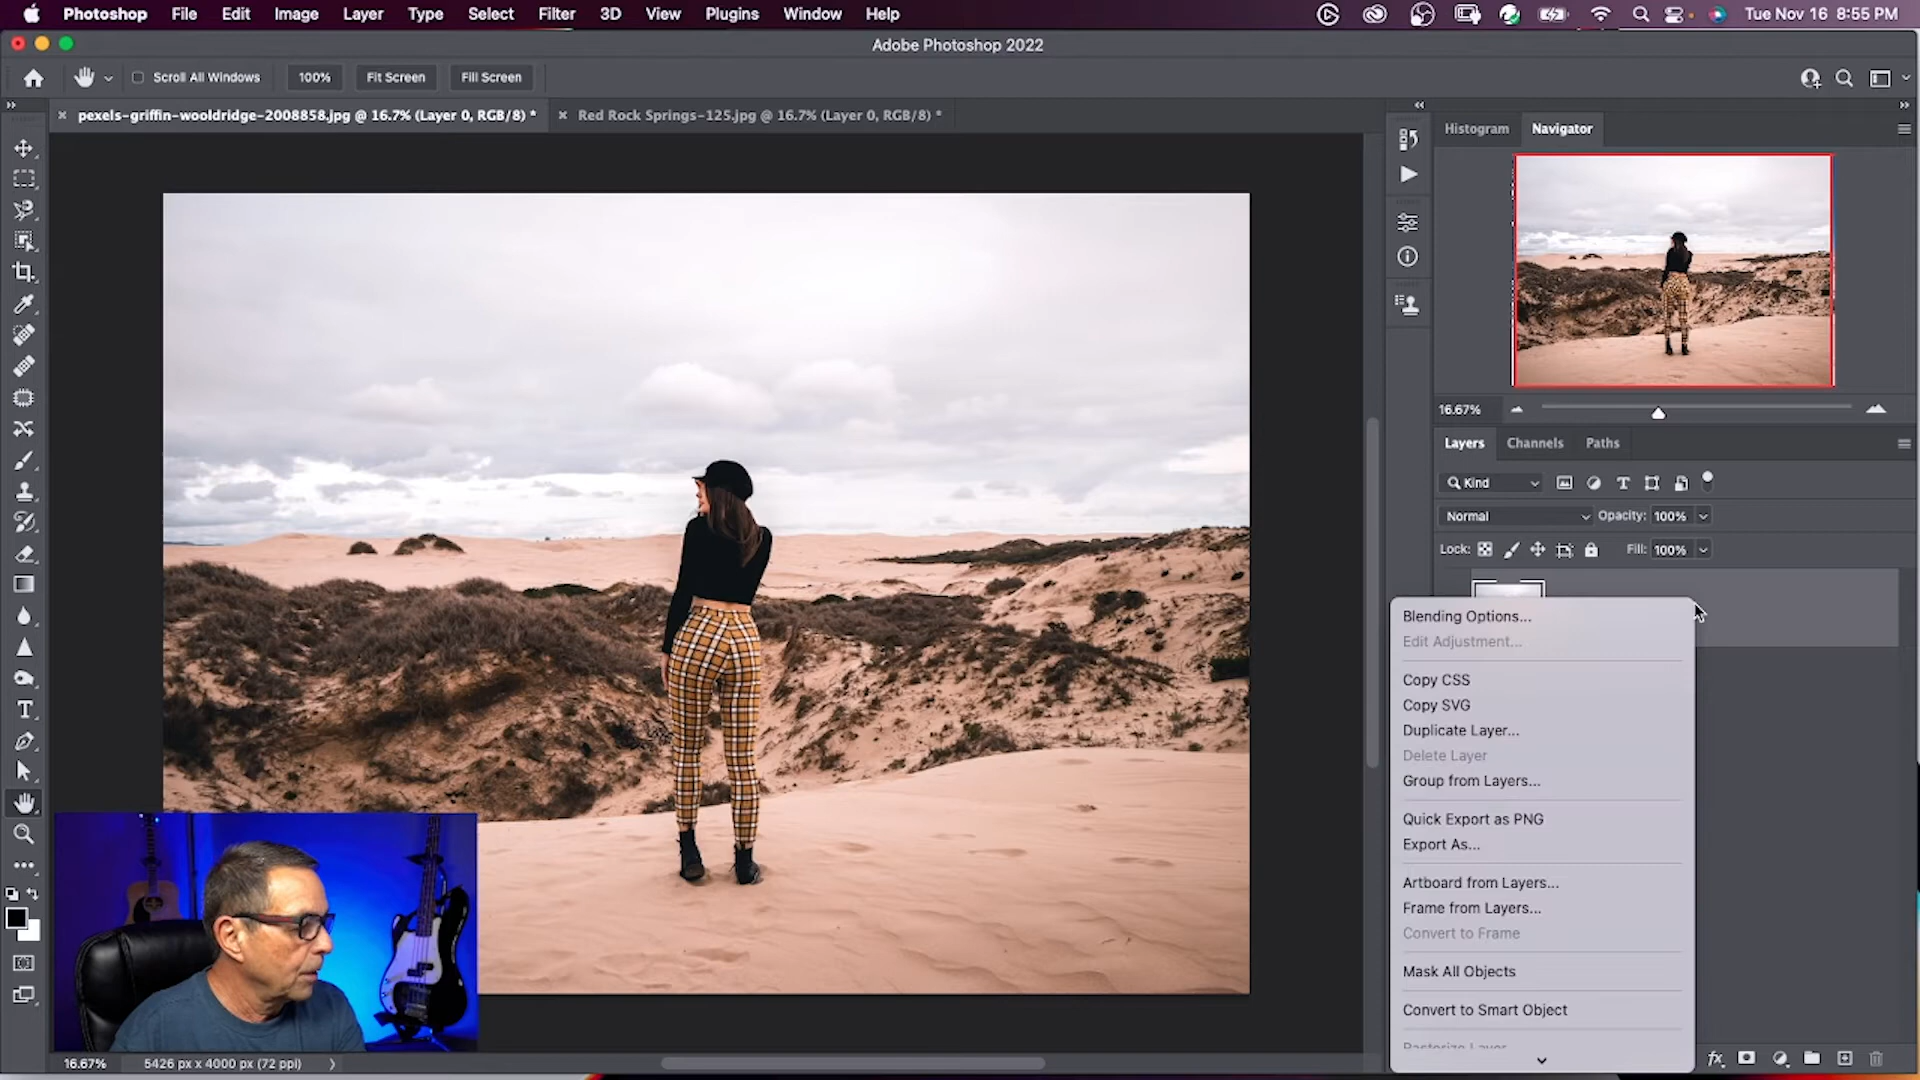 Photoshop File Edit Image Layer Type Select Filter 3D View Plugins Window Help Tue Nov 16 8:55 PM
Adobe Photoshop 2022
Scroll All Windows 100% Fit Screen Fill Screen
pexels-griffin-wooldridge-2008858.jpg @ 16.7% (Layer 0, RGB/8) * Red Rock Springs-125.jpg @ 16.7% (Layer 0, RGB/8) *
Histogram Navigator
16.67%
Layers Channels Paths
Kind
Normal Opacity: 100%
Lock: Fill: 100%
Blending Options...
Edit Adjustment...
Copy CSS
Copy SVG
Duplicate Layer...
Delete Layer
Group from Layers...
Quick Export as PNG
Export As...
Artboard from Layers...
Frame from Layers...
Convert to Frame
Mask All Objects
Convert to Smart Object
Rasterize Layer
16.67% 5426 px x 4000 px (72 ppi)
fx